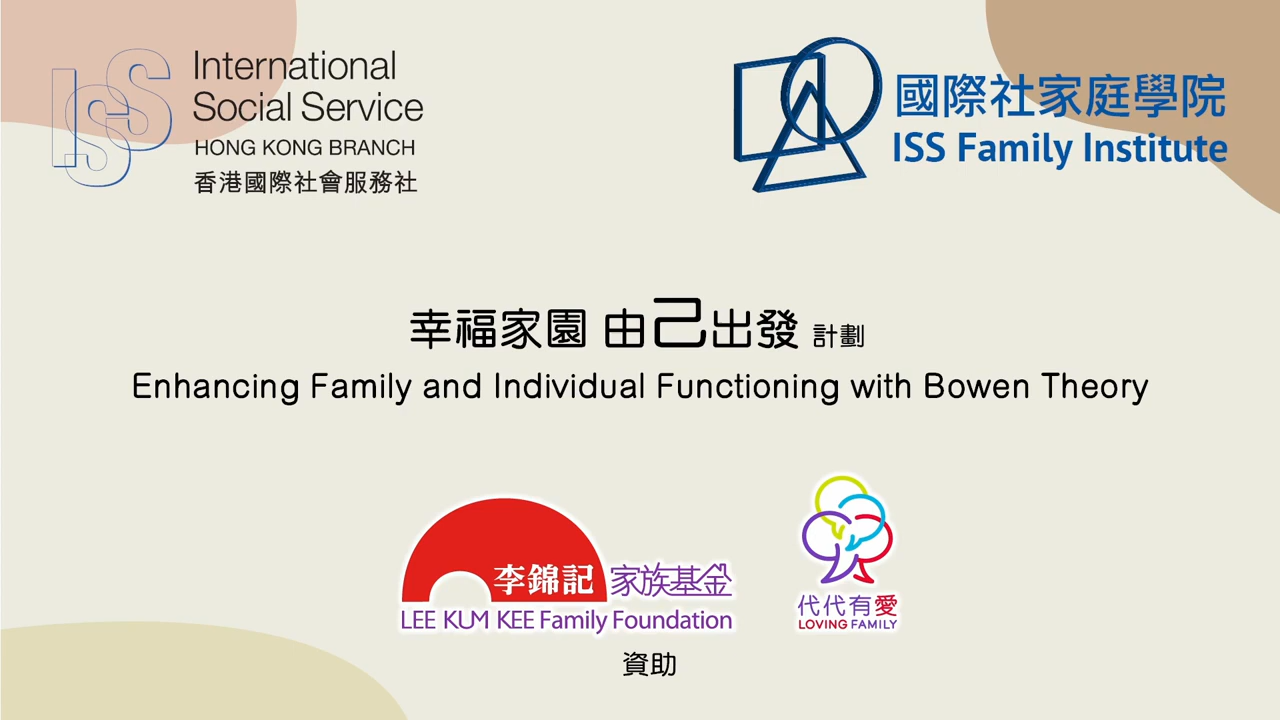 ISS
International
Social Service
HONG KONG BRANCH
香港國際社會服務社
國際社家庭學院
ISS Family Institute
幸福家園 由己出發 計劃
Enhancing Family and Individual Functioning with Bowen Theory
李錦記 家族基金
LEE KUM KEE Family Foundation
代代有愛
LOVING FAMILY
資助